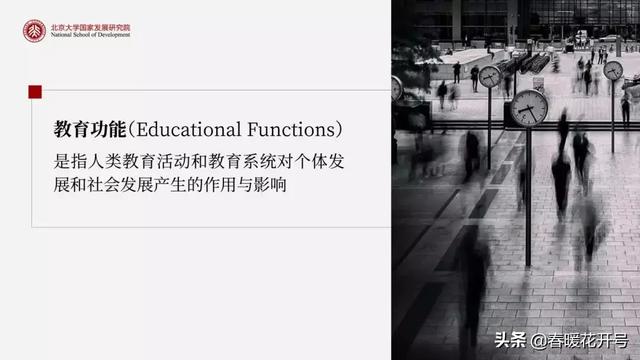 北京大学国家发展研究院
National School of Development
教育功能(Educational Functions)
是指人类教育活动和教育系统对个体发
展和社会发展产生的作用与影响
头条 @春暖花开号